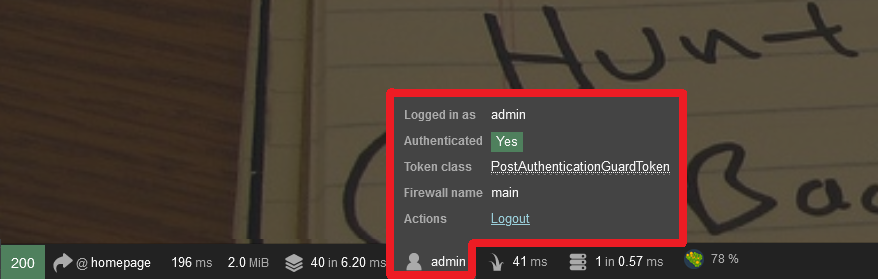 Hunt
Bac
Logged in as admin
Authenticated Yes
Token class PostAuthenticationGuardToken
Firewall name main
Actions Logout
200 @ homepage 196 ms 2.0 MiB 40 in 6.20 ms admin 41 ms 1 in 0.57 ms 78 %